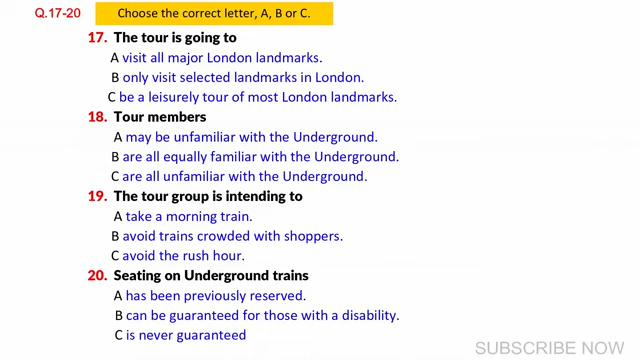 Q.17-20 Choose the correct letter, A, B or C.
17. The tour is going to
A visit all major London landmarks.
B only visit selected landmarks in London.
C be a leisurely tour of most London landmarks.
18. Tour members
A may be unfamiliar with the Underground.
B are all equally familiar with the Underground.
C are all unfamiliar with the Underground.
19. The tour group is intending to
A take a morning train.
B avoid trains crowded with shoppers.
C avoid the rush hour.
20. Seating on Underground trains
A has been previously reserved.
B can be guaranteed for those with a disability.
C is never guaranteed
SUBSCRIBE NOW